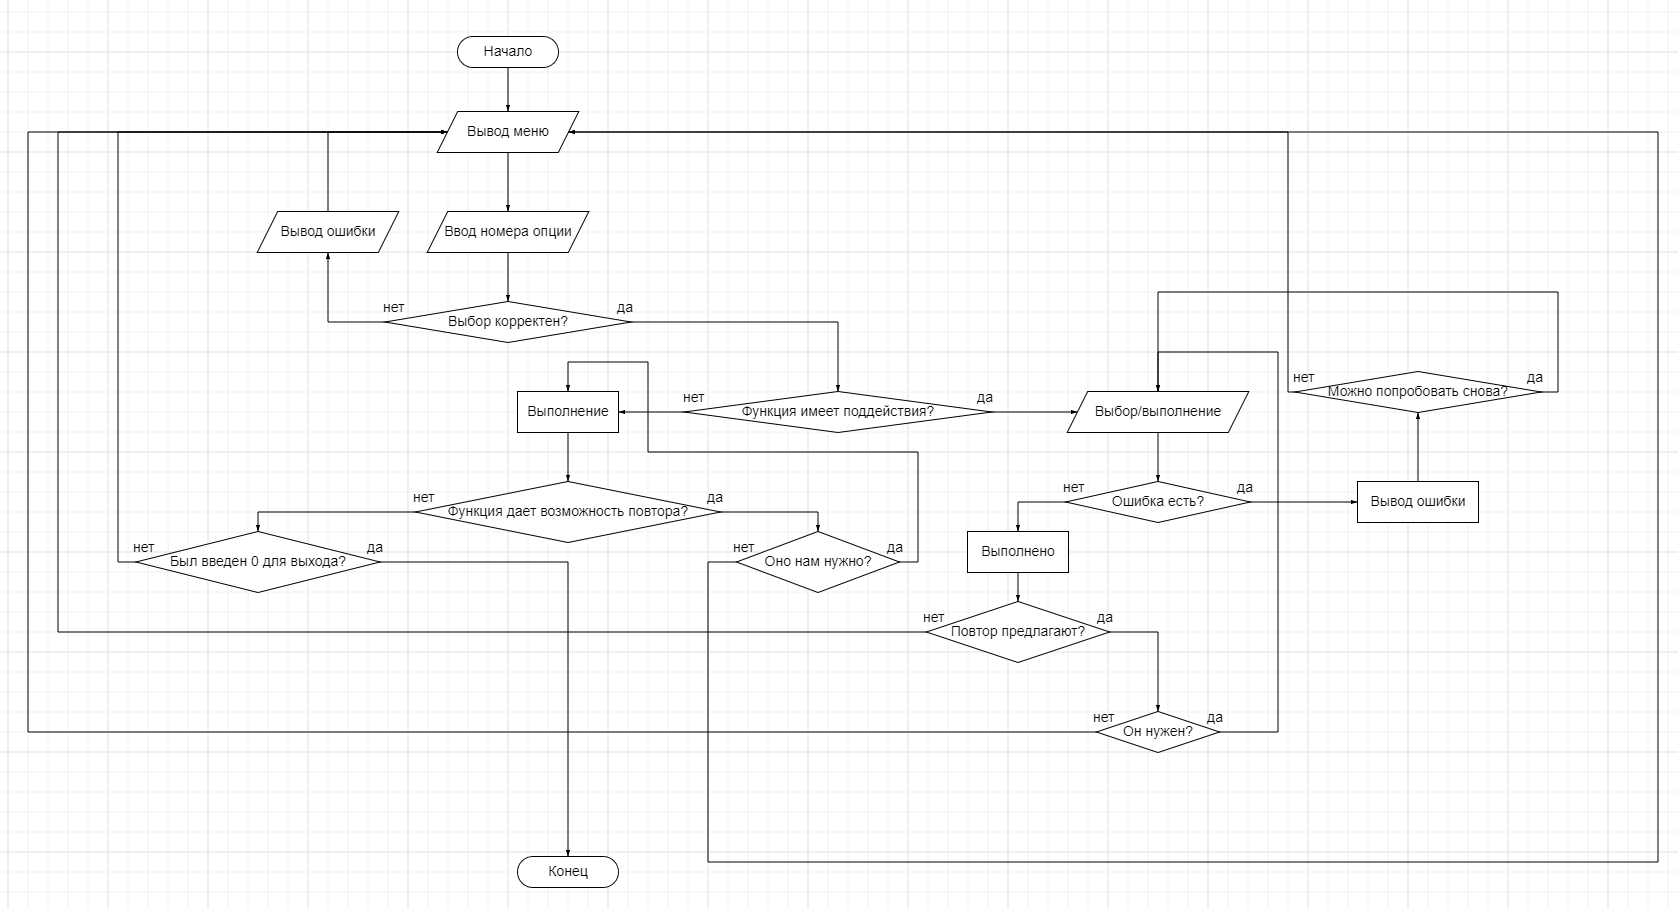 Начало
Вывод меню
Вывод ошибки
Ввод номера опции
нет
да
Выбор корректен?
нет
да
Можно попробовать снова?
Выполнение
нет
да
Функция имеет поддействия?
Выбор/выполнение
нет
да
Функция дает возможность повтора?
нет
да
Ошибка есть?
Вывод ошибки
нет
да
Был введен 0 для выхода?
нет
да
Оно нам нужно?
Выполнено
нет
да
Повтор предлагают?
нет
да
Он нужен?
Конец